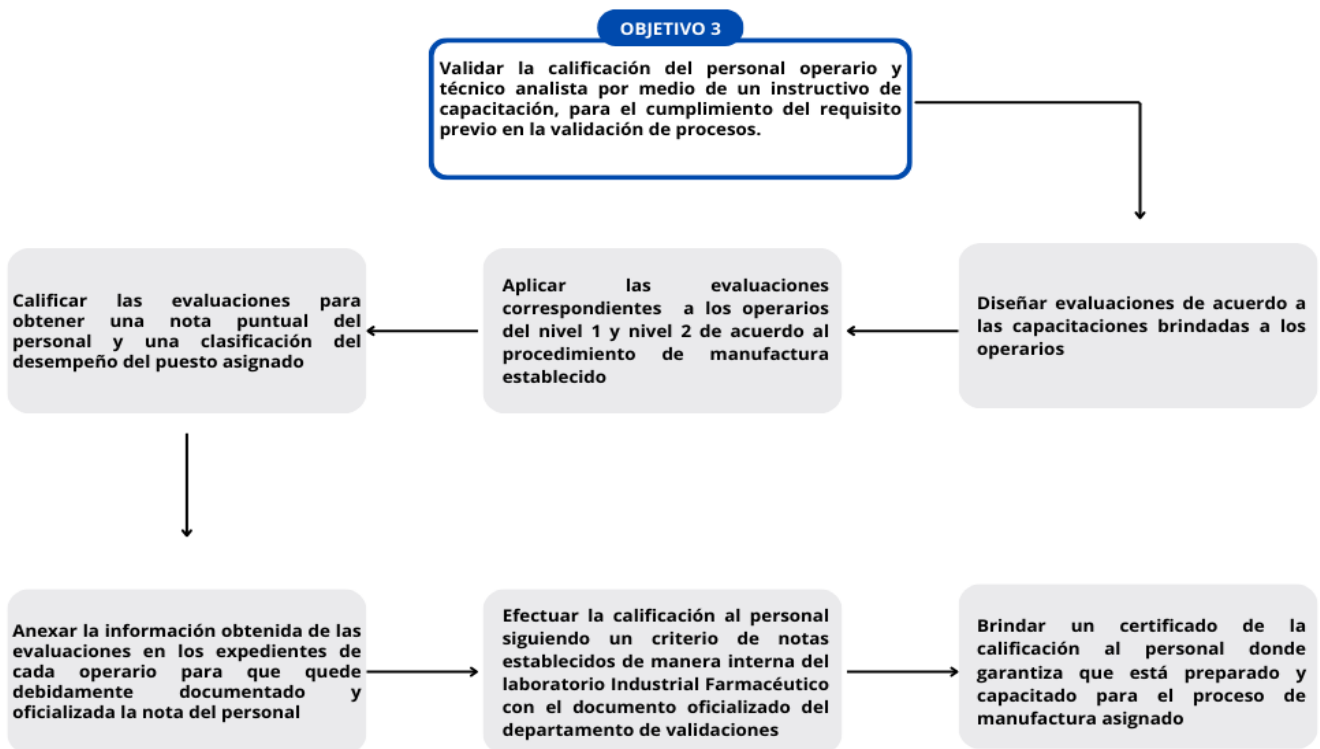 OBJETIVO 3
Validar la calificación del personal operario y
técnico analista por medio de un instructivo de
capacitación, para el cumplimiento del requisito
previo en la validación de procesos.
Diseñar evaluaciones de acuerdo a
las capacitaciones brindadas a los
operarios
Aplicar las evaluaciones
correspondientes a los operarios
del nivel 1 y nivel 2 de acuerdo al
procedimiento de manufactura
establecido
Calificar las evaluaciones para
obtener una nota puntual del
personal y una clasificación del
desempeño del puesto asignado
Anexar la información obtenida de las
evaluaciones en los expedientes de
cada operario para que quede
debidamente documentado y
oficializada la nota del personal
Efectuar la calificación al personal
siguiendo un criterio de notas
establecidos de manera interna del
laboratorio Industrial Farmacéutico
con el documento oficializado del
departamento de validaciones
Brindar un certificado de la
calificación al personal donde
garantiza que está preparado y
capacitado para el proceso de
manufactura asignado